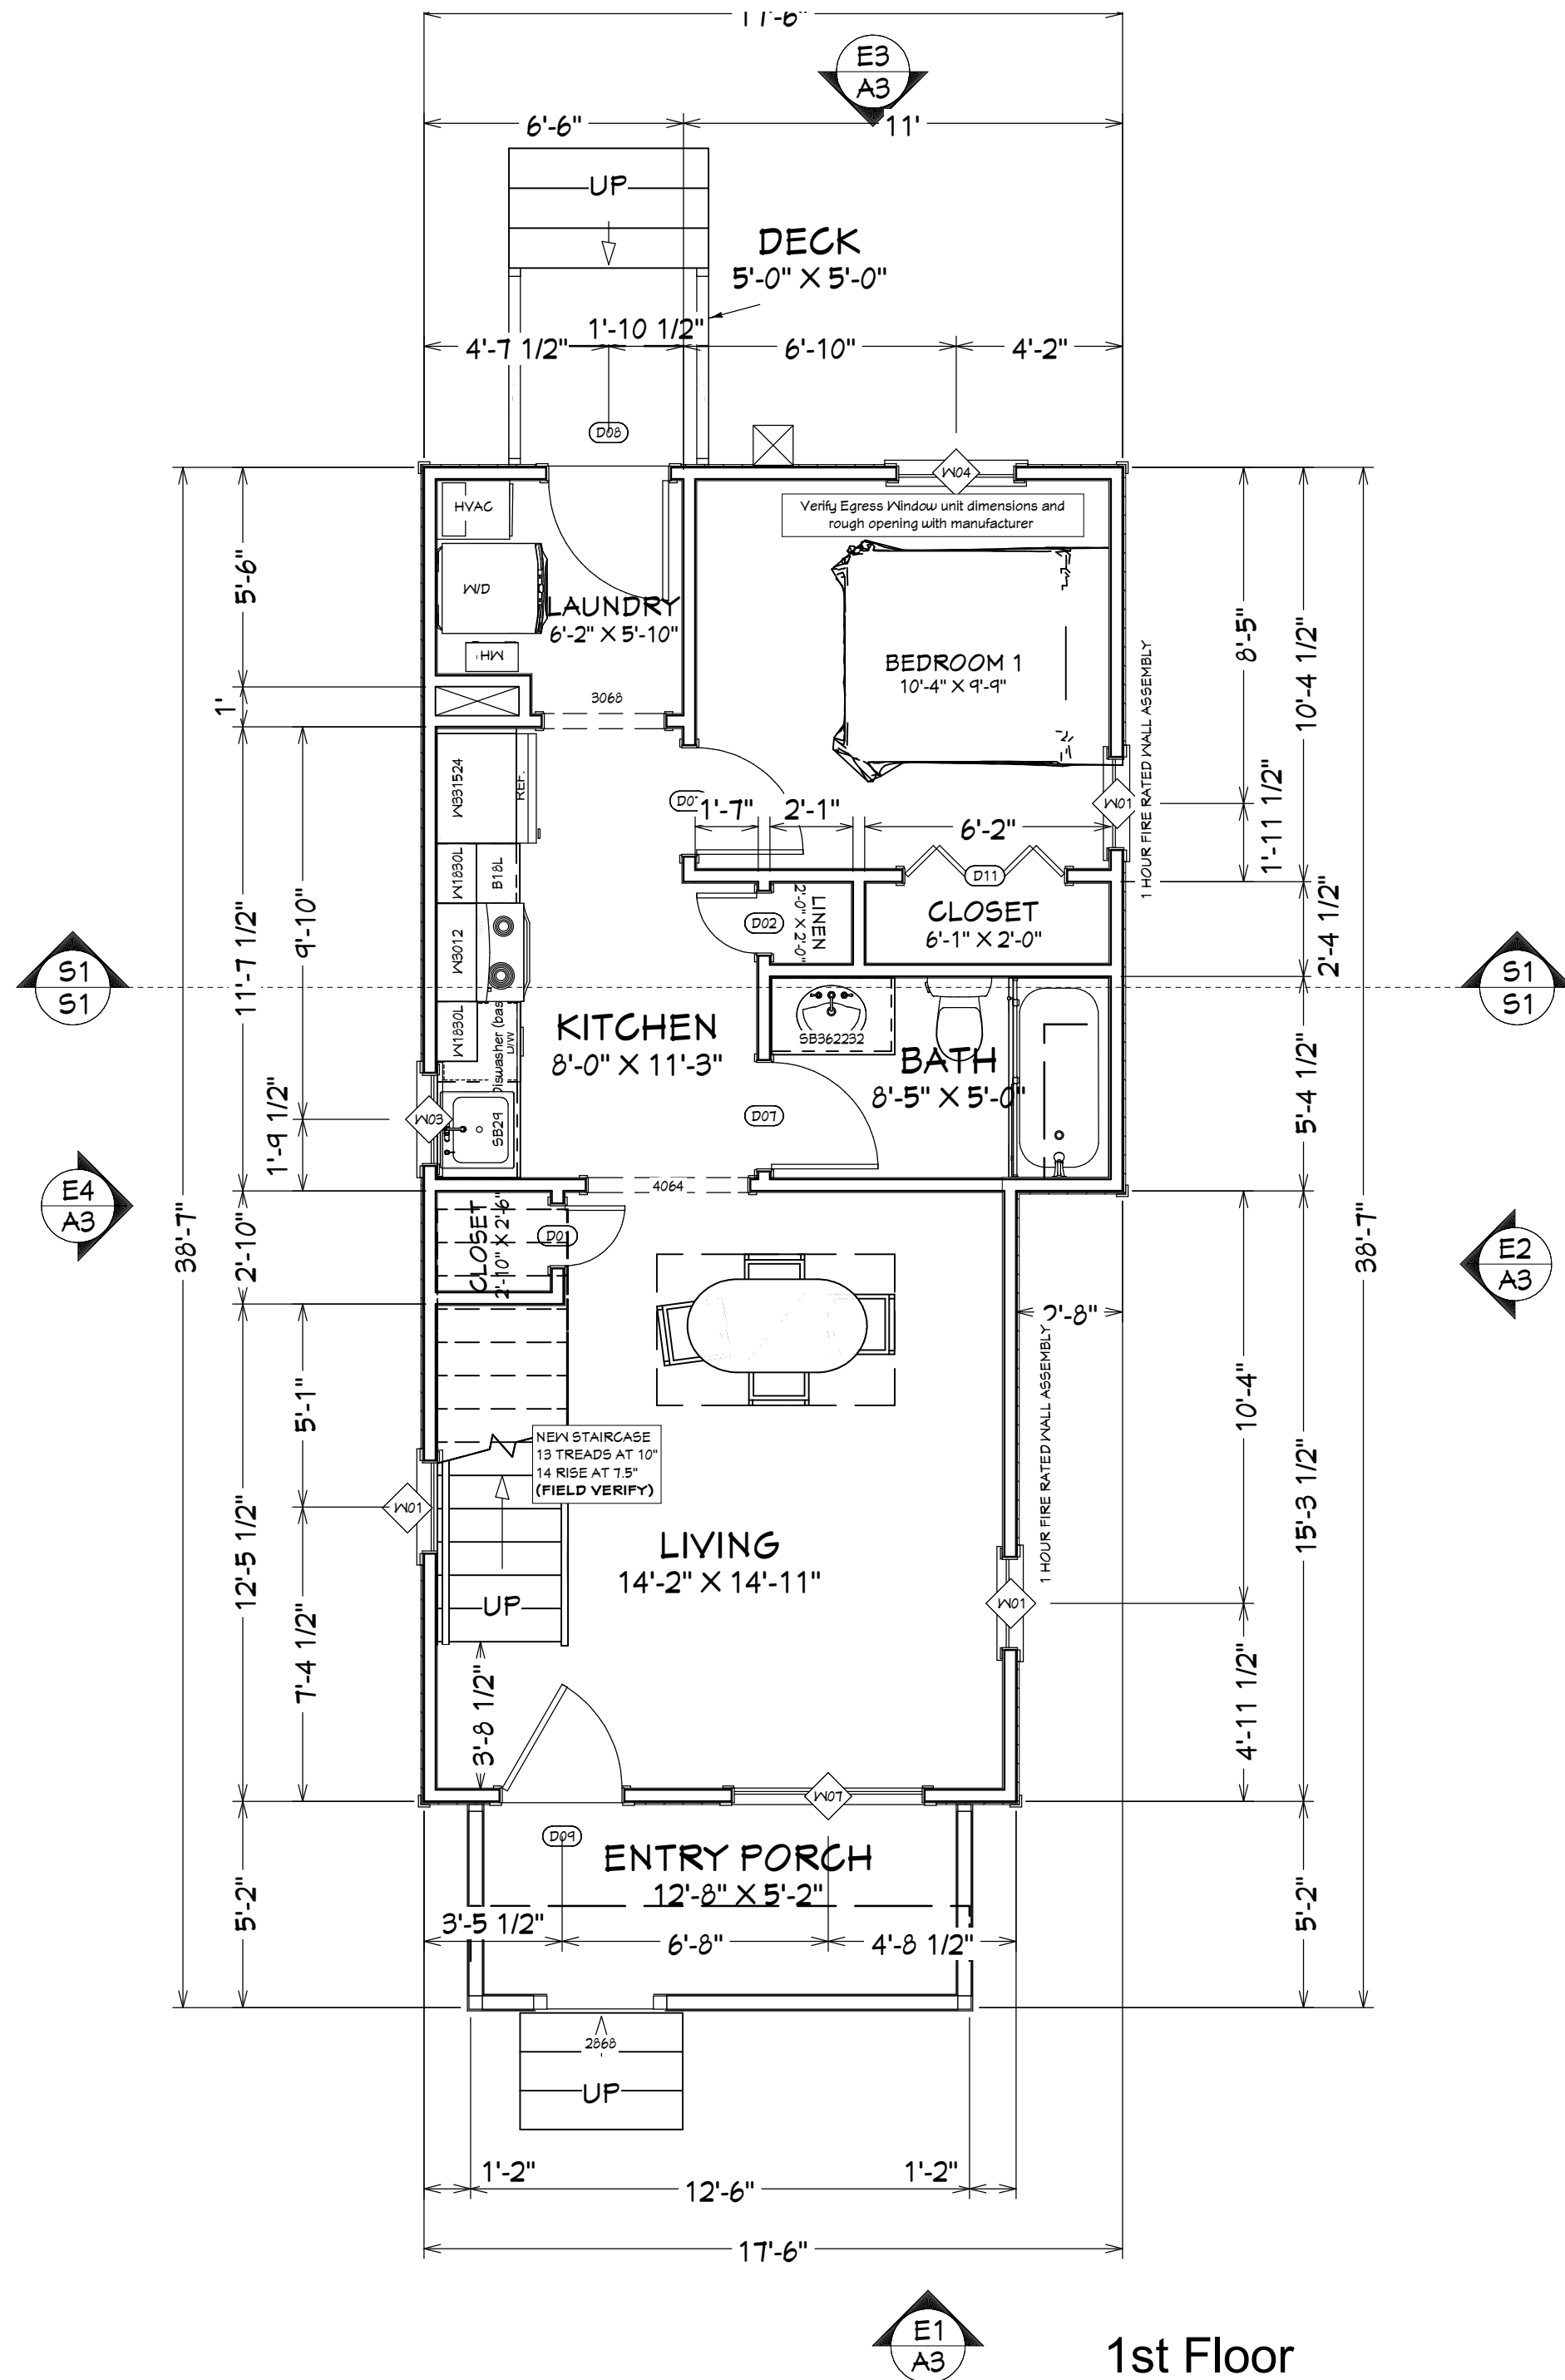 E3
A3
6'-6"
11'
UP
DECK
5'-0" X 5'-0"
1'-10 1/2"
4'-7 1/2"
6'-10"
4'-2"
D08
W04
HVAC
Verify Egress Window unit dimensions and
rough opening with manufacturer
W/D
LAUNDRY
6'-2" X 5'-10"
WH
5'-6"
1'
3068
BEDROOM 1
10'-4" X 9'-9"
8'-5"
10'-4 1/2"
1 HOUR FIRE RATED WALL ASSEMBLY
W331524
REF.
1'-7"
2'-1"
6'-2"
W01
1'-11 1/2"
W1830L
B18L
D11
D02
LINEN
2'-0" X 2'-0"
CLOSET
6'-1" X 2'-0"
2'-4 1/2"
9'-10"
11'-7 1/2"
W3012
S1
S1
S1
S1
W1830L
D/W
KITCHEN
8'-0" X 11'-3"
SB362232
BATH
8'-5" X 5'-0"
5'-4 1/2"
D07
W03
SB29
1'-9 1/2"
4064
E4
A3
38'-7"
2'-10"
CLOSET
2'-10" X 2'-6"
D01
E2
A3
38'-7"
5'-1"
NEW STAIRCASE
13 TREADS AT 10"
14 RISE AT 7.5"
(FIELD VERIFY)
1 HOUR FIRE RATED WALL ASSEMBLY
10'-4"
15'-3 1/2"
W01
12'-5 1/2"
LIVING
14'-2" X 14'-11"
W01
UP
7'-4 1/2"
3'-8 1/2"
4'-11 1/2"
W07
D09
ENTRY PORCH
12'-8" X 5'-2"
5'-2"
5'-2"
3'-5 1/2"
6'-8"
4'-8 1/2"
2868
UP
1'-2"
12'-6"
1'-2"
17'-6"
E1
A3
1st Floor